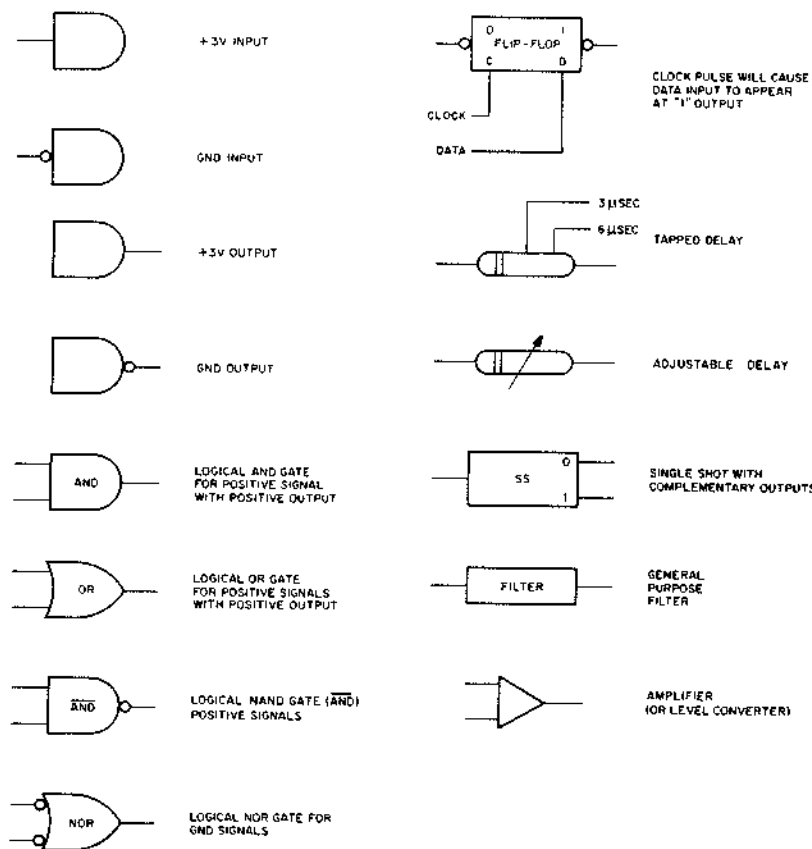 +3V INPUT
GND INPUT
+3V OUTPUT
GND OUTPUT
AND
LOGICAL AND GATE
FOR POSITIVE SIGNAL
WITH POSITIVE OUTPUT
OR
LOGICAL OR GATE
FOR POSITIVE SIGNALS
WITH POSITIVE OUTPUT
AND
LOGICAL NAND GATE (AND)
POSITIVE SIGNALS
NOR
LOGICAL NOR GATE FOR
GND SIGNALS
0 1
FLIP-FLOP
C D
CLOCK
DATA
CLOCK PULSE WILL CAUSE
DATA INPUT TO APPEAR
AT "1" OUTPUT
3 μSEC
6 μSEC
TAPPED DELAY
ADJUSTABLE DELAY
0
SS
1
SINGLE SHOT WITH
COMPLEMENTARY OUTPUTS
FILTER
GENERAL
PURPOSE
FILTER
AMPLIFIER
(OR LEVEL CONVERTER)